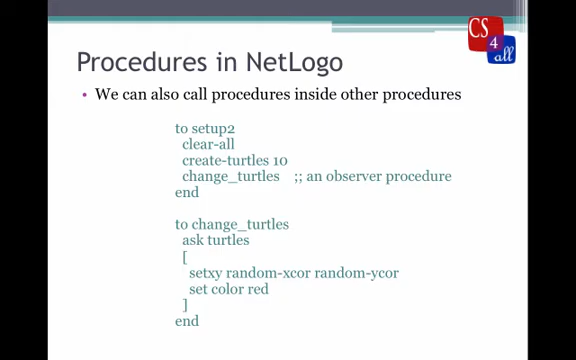 CS
4
all
Procedures in NetLogo
• We can also call procedures inside other procedures
to setup2
clear-all
create-turtles 10
change_turtles ;; an observer procedure
end
to change_turtles
ask turtles
[
setxy random-xcor random-ycor
set color red
]
end